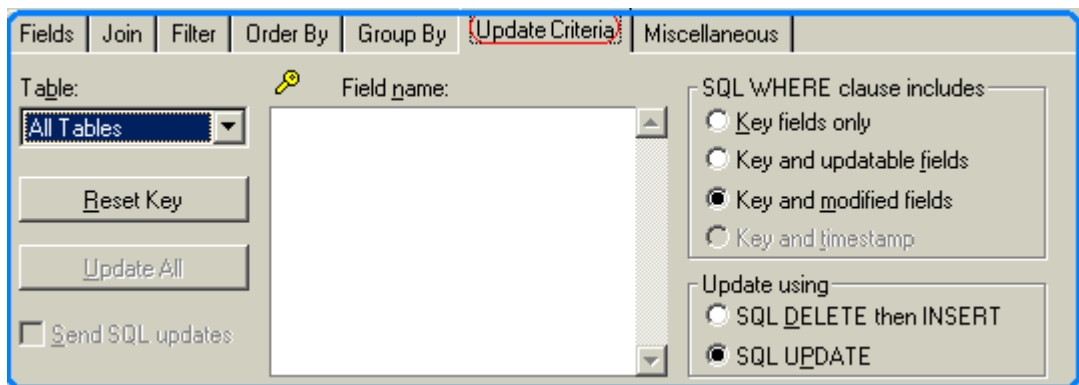 Fields Join Filter Order By Group By Update Criteria Miscellaneous
Table:
All Tables
Reset Key
Update All
Send SQL updates
Field name:
SQL WHERE clause includes
Key fields only
Key and updatable fields
Key and modified fields
Key and timestamp
Update using
SQL DELETE then INSERT
SQL UPDATE